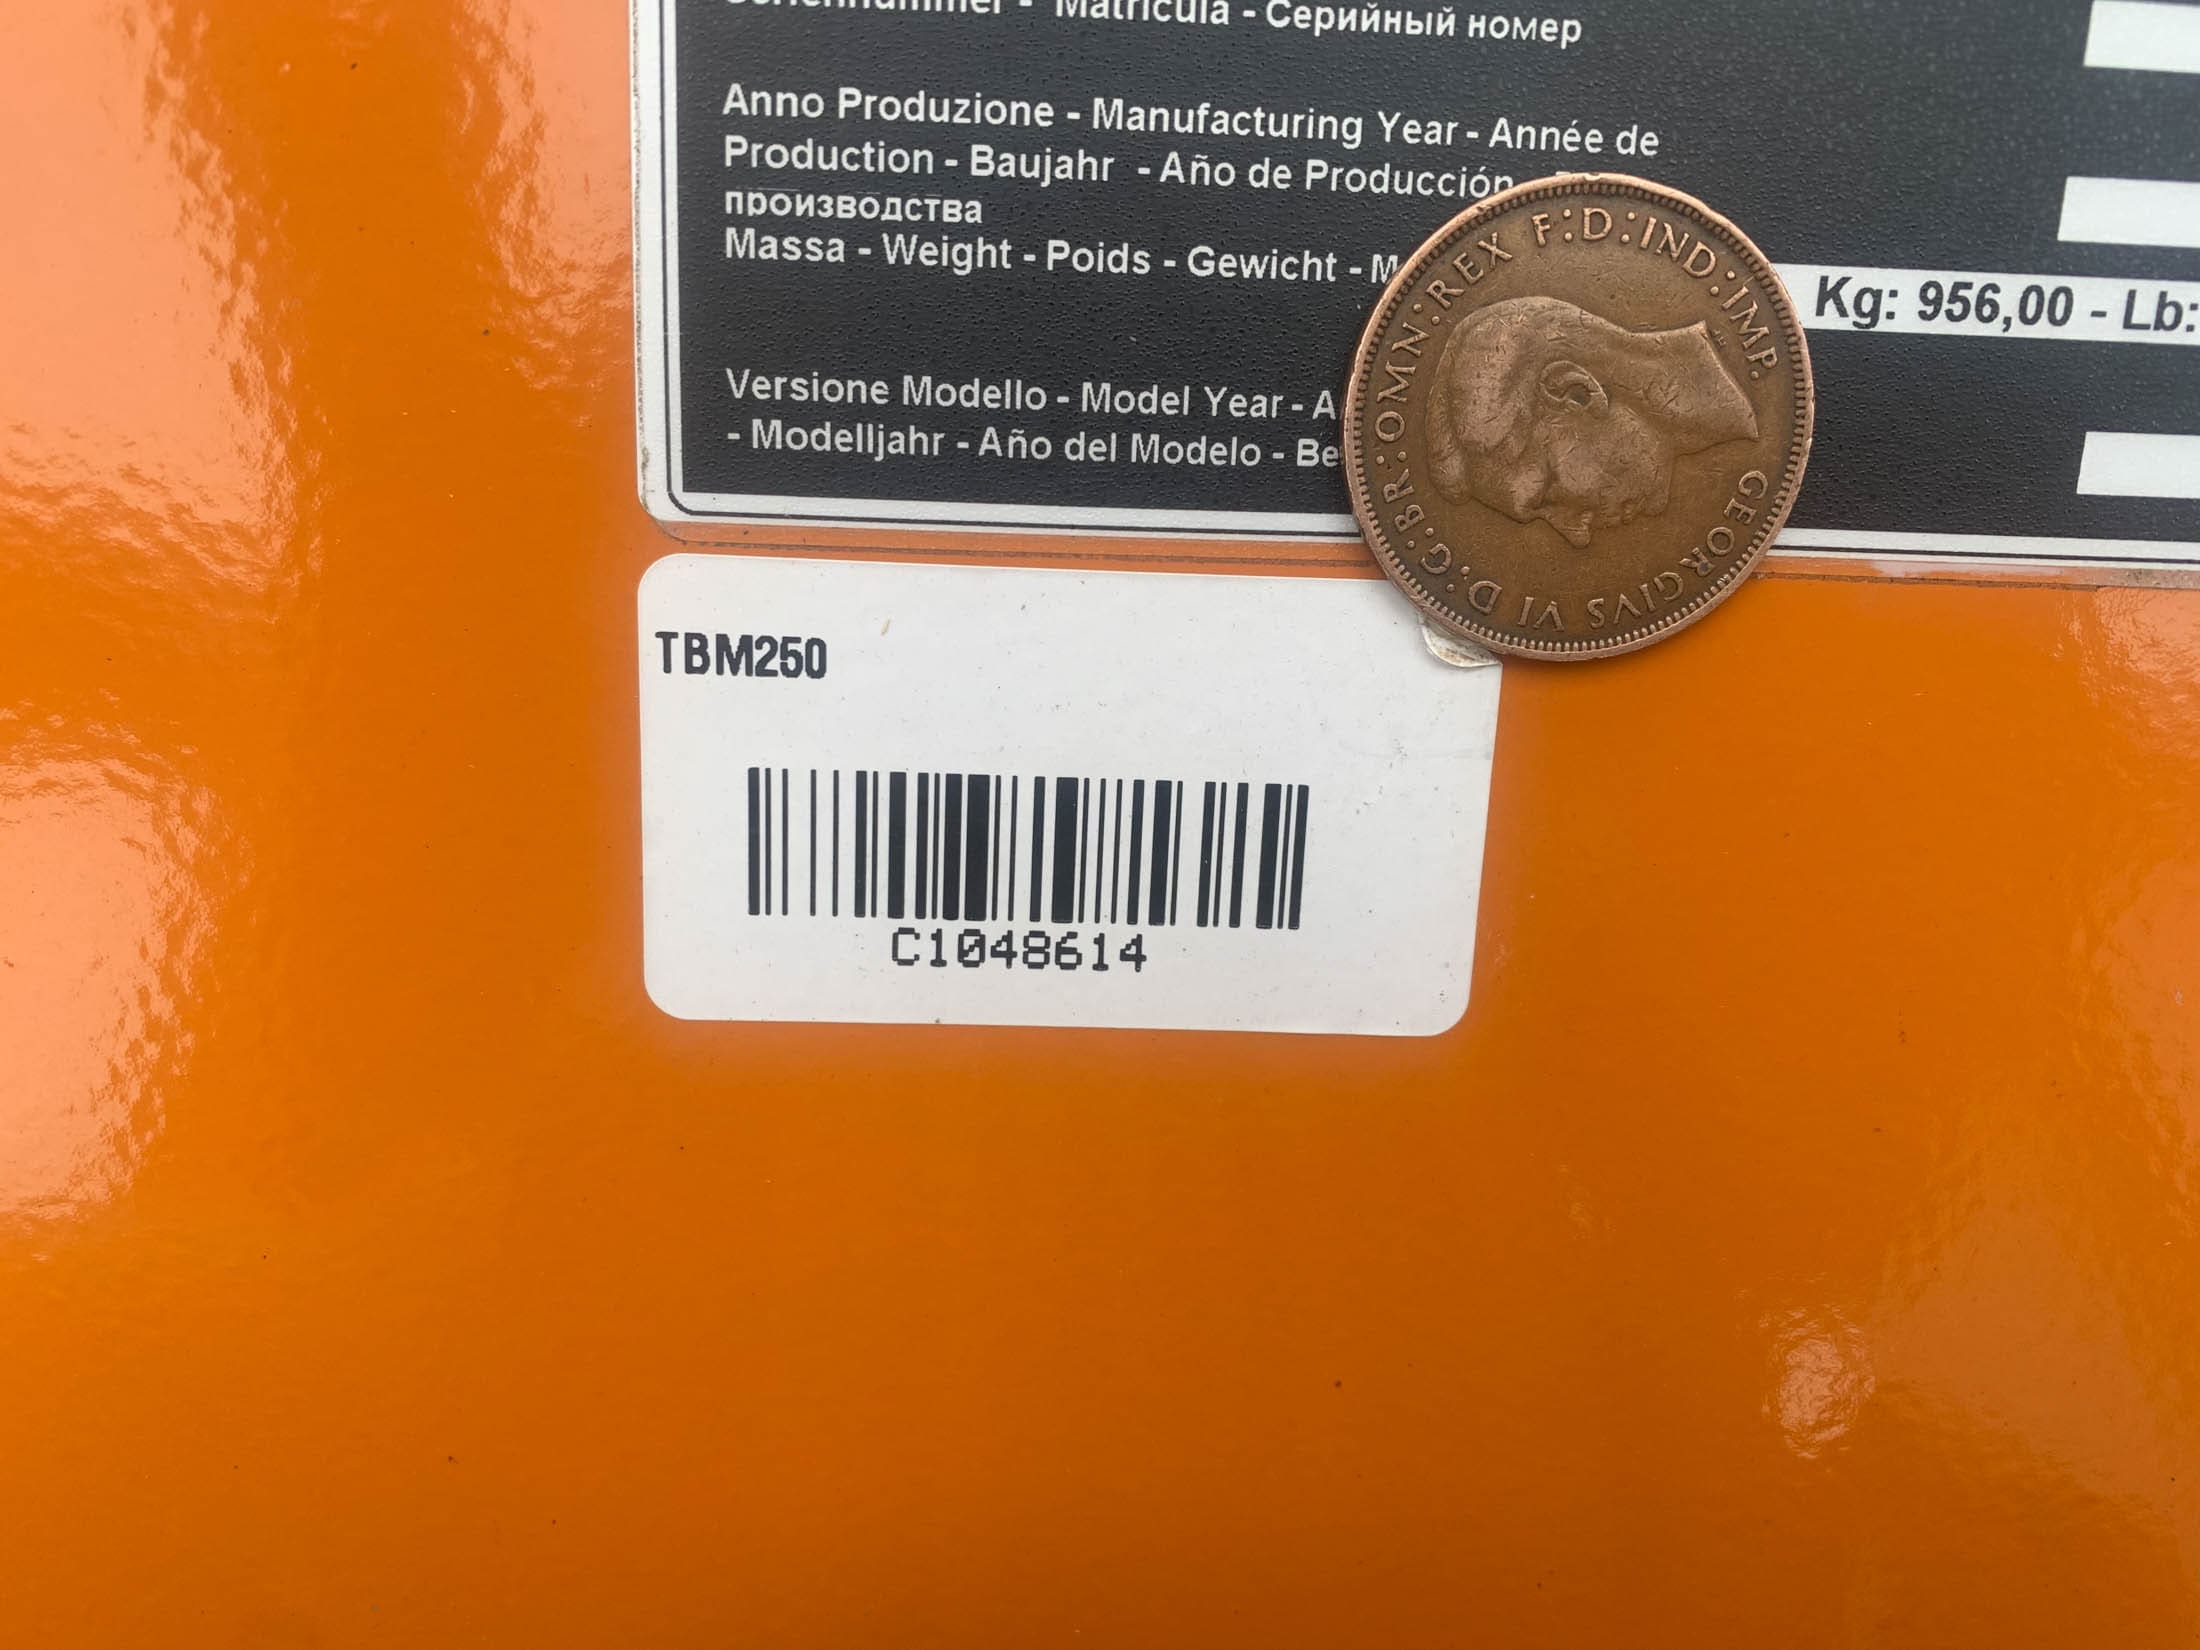 Matricula - Серийный номер
Anno Produzione - Manufacturing Year - Année de
Production - Baujahr - Año de Producción
производства
Massa - Weight - Poids - Gewicht -
Kg: 956,00 - Lb:
Versione Modello - Model Year -
- Modelljahr - Año del Modelo -
GEORGIVS VI D:G:BR:OMN:REX F:D:IND:IMP.
TBM250
C1048614